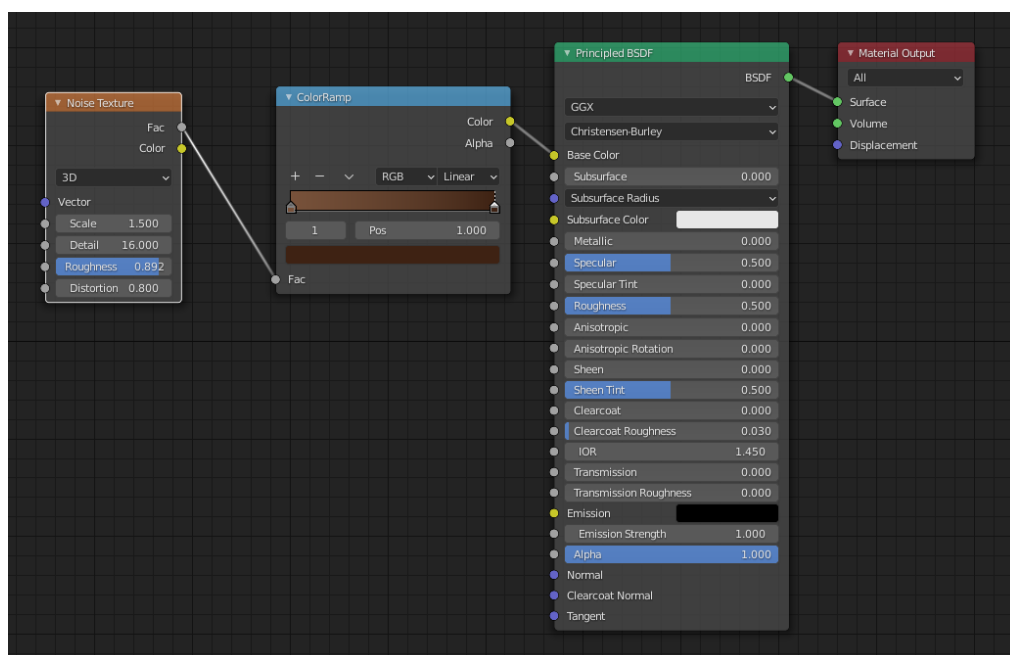 Noise Texture
Fac
Color
3D
Vector
Scale 1.500
Detail 16.000
Roughness 0.892
Distortion 0.800
ColorRamp
Color
Alpha
RGB Linear
1 Pos 1.000
Fac
Principled BSDF
BSDF
GGX
Christensen-Burley
Base Color
Subsurface 0.000
Subsurface Radius
Subsurface Color
Metallic 0.000
Specular 0.500
Specular Tint 0.000
Roughness 0.500
Anisotropic 0.000
Anisotropic Rotation 0.000
Sheen 0.000
Sheen Tint 0.500
Clearcoat 0.000
Clearcoat Roughness 0.030
IOR 1.450
Transmission 0.000
Transmission Roughness 0.000
Emission
Emission Strength 1.000
Alpha 1.000
Normal
Clearcoat Normal
Tangent
Material Output
All
Surface
Volume
Displacement